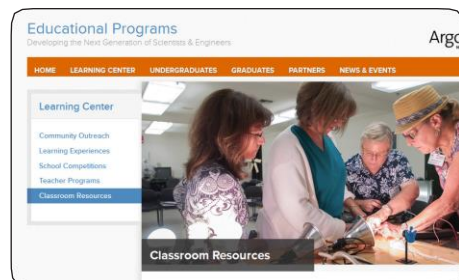 Educational Programs
Developing the Next Generation of Scientists & Engineers
Argo
HOME LEARNING CENTER UNDERGRADUATES GRADUATES PARTNERS NEWS & EVENTS
Learning Center
Community Outreach
Learning Experiences
School Competitions
Teacher Programs
Classroom Resources
Classroom Resources